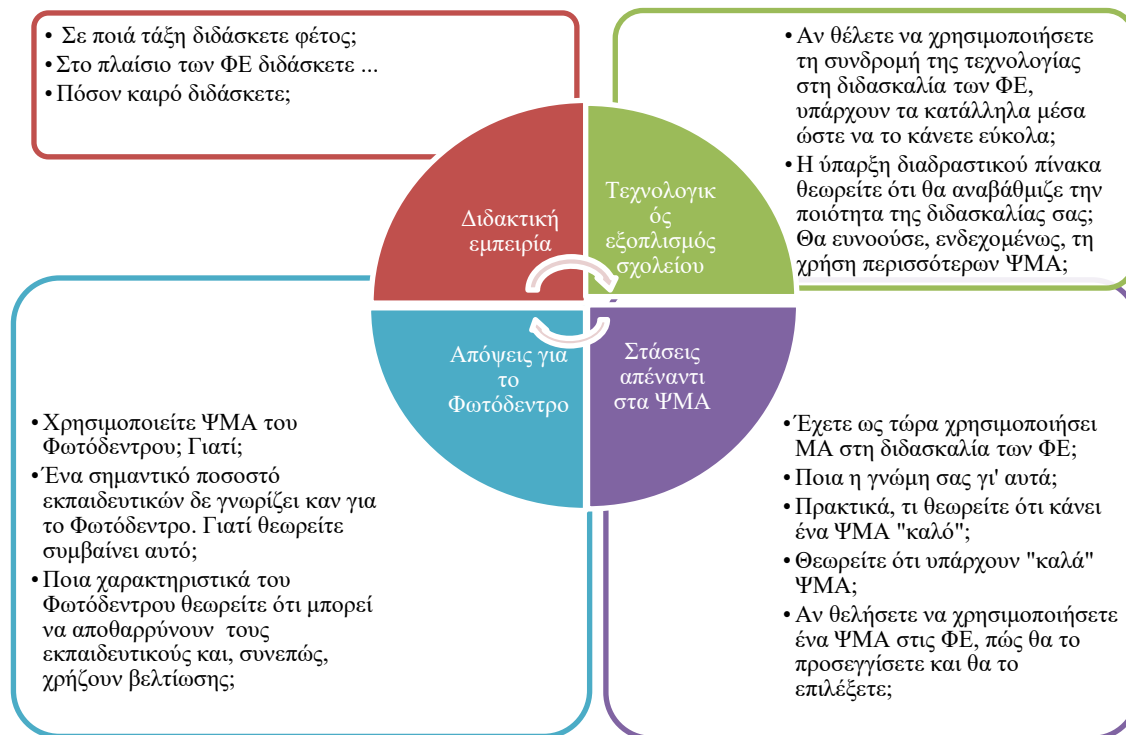 • Σε ποιά τάξη διδάσκετε φέτος;
• Στο πλαίσιο των ΦΕ διδάσκετε ...
• Πόσον καιρό διδάσκετε;
• Αν θέλετε να χρησιμοποιήσετε
τη συνδρομή της τεχνολογίας
στη διδασκαλία των ΦΕ,
υπάρχουν τα κατάλληλα μέσα
ώστε να το κάνετε εύκολα;
• Η ύπαρξη διαδραστικού πίνακα
θεωρείτε ότι θα αναβάθμιζε την
ποιότητα της διδασκαλίας σας;
Θα ευνοούσε, ενδεχομένως, τη
χρήση περισσότερων ΨΜΑ;
Διδακτική
εμπειρία
Τεχνολογικ
ός
εξοπλισμός
σχολείου
Απόψεις για
το
Φωτόδεντρο
Στάσεις
απέναντι
στα ΨΜΑ
• Χρησιμοποιείτε ΨΜΑ του
Φωτόδεντρου; Γιατί;
• Ένα σημαντικό ποσοστό
εκπαιδευτικών δε γνωρίζει καν για
το Φωτόδεντρο. Γιατί θεωρείτε
συμβαίνει αυτό;
• Ποια χαρακτηριστικά του
Φωτόδεντρου θεωρείτε ότι μπορεί
να αποθαρρύνουν τους
εκπαιδευτικούς και, συνεπώς,
χρήζουν βελτίωσης;
• Έχετε ως τώρα χρησιμοποιήσει
ΜΑ στη διδασκαλία των ΦΕ;
• Ποια η γνώμη σας γι' αυτά;
• Πρακτικά, τι θεωρείτε ότι κάνει
ένα ΨΜΑ "καλό";
• Θεωρείτε ότι υπάρχουν "καλά"
ΨΜΑ;
• Αν θελήσετε να χρησιμοποιήσετε
ένα ΨΜΑ στις ΦΕ, πώς θα το
προσεγγίσετε και θα το
επιλέξετε;